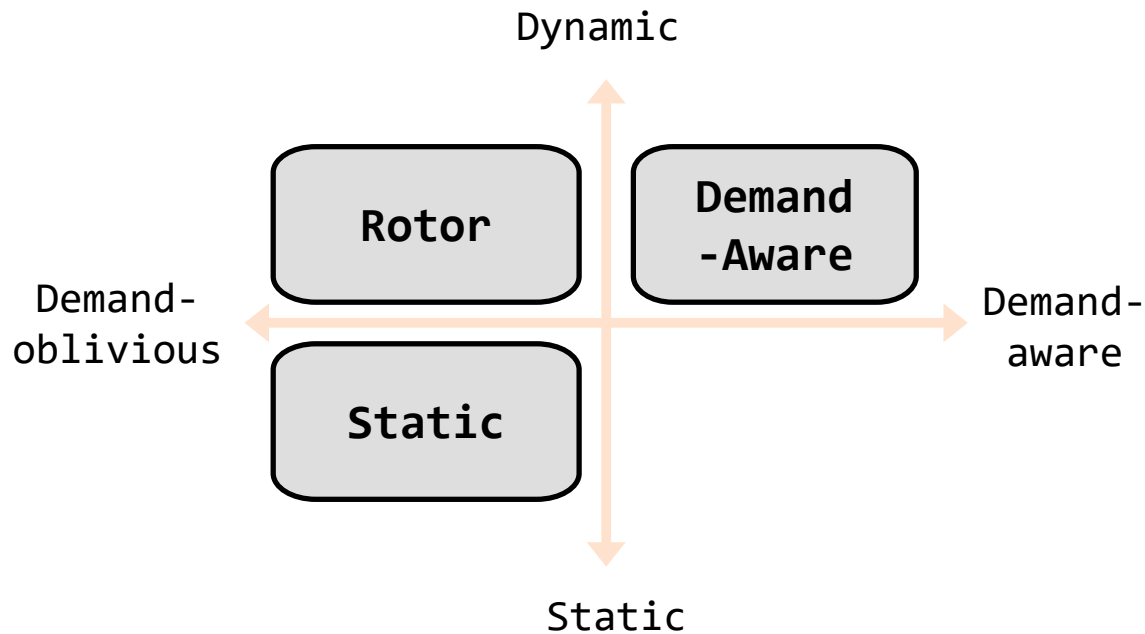 Dynamic
Rotor
Demand
-Aware
Demand-
oblivious
Demand-
aware
Static
Static